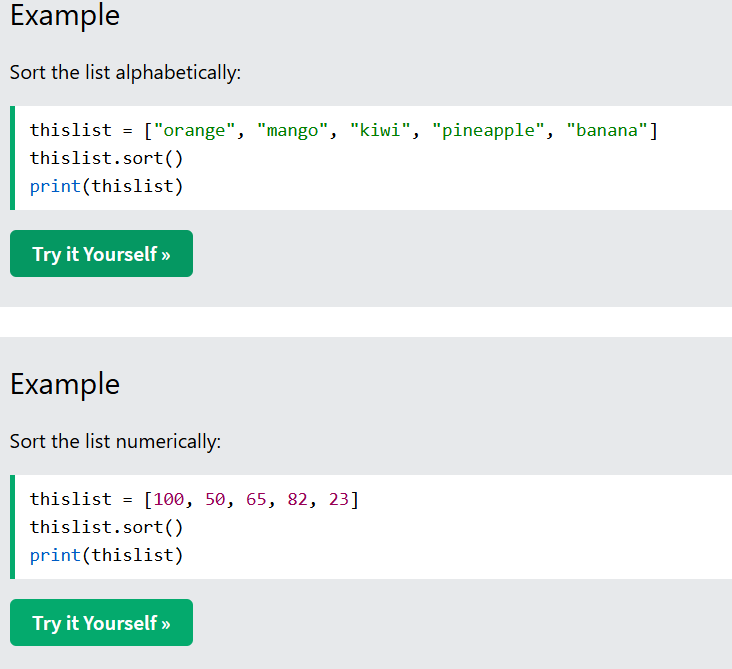 Example
Sort the list alphabetically:
thislist = ["orange", "mango", "kiwi", "pineapple", "banana"]
thislist.sort()
print(thislist)
Try it Yourself »
Example
Sort the list numerically:
thislist = [100, 50, 65, 82, 23]
thislist.sort()
print(thislist)
Try it Yourself »